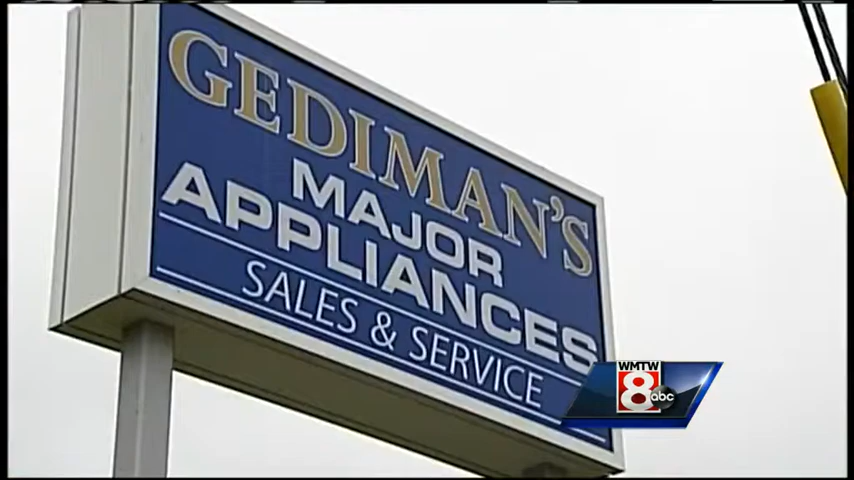 GEDIMAN'S
MAJOR
APPLIANCES
SALES & SERVICE
WMTW
8 abc